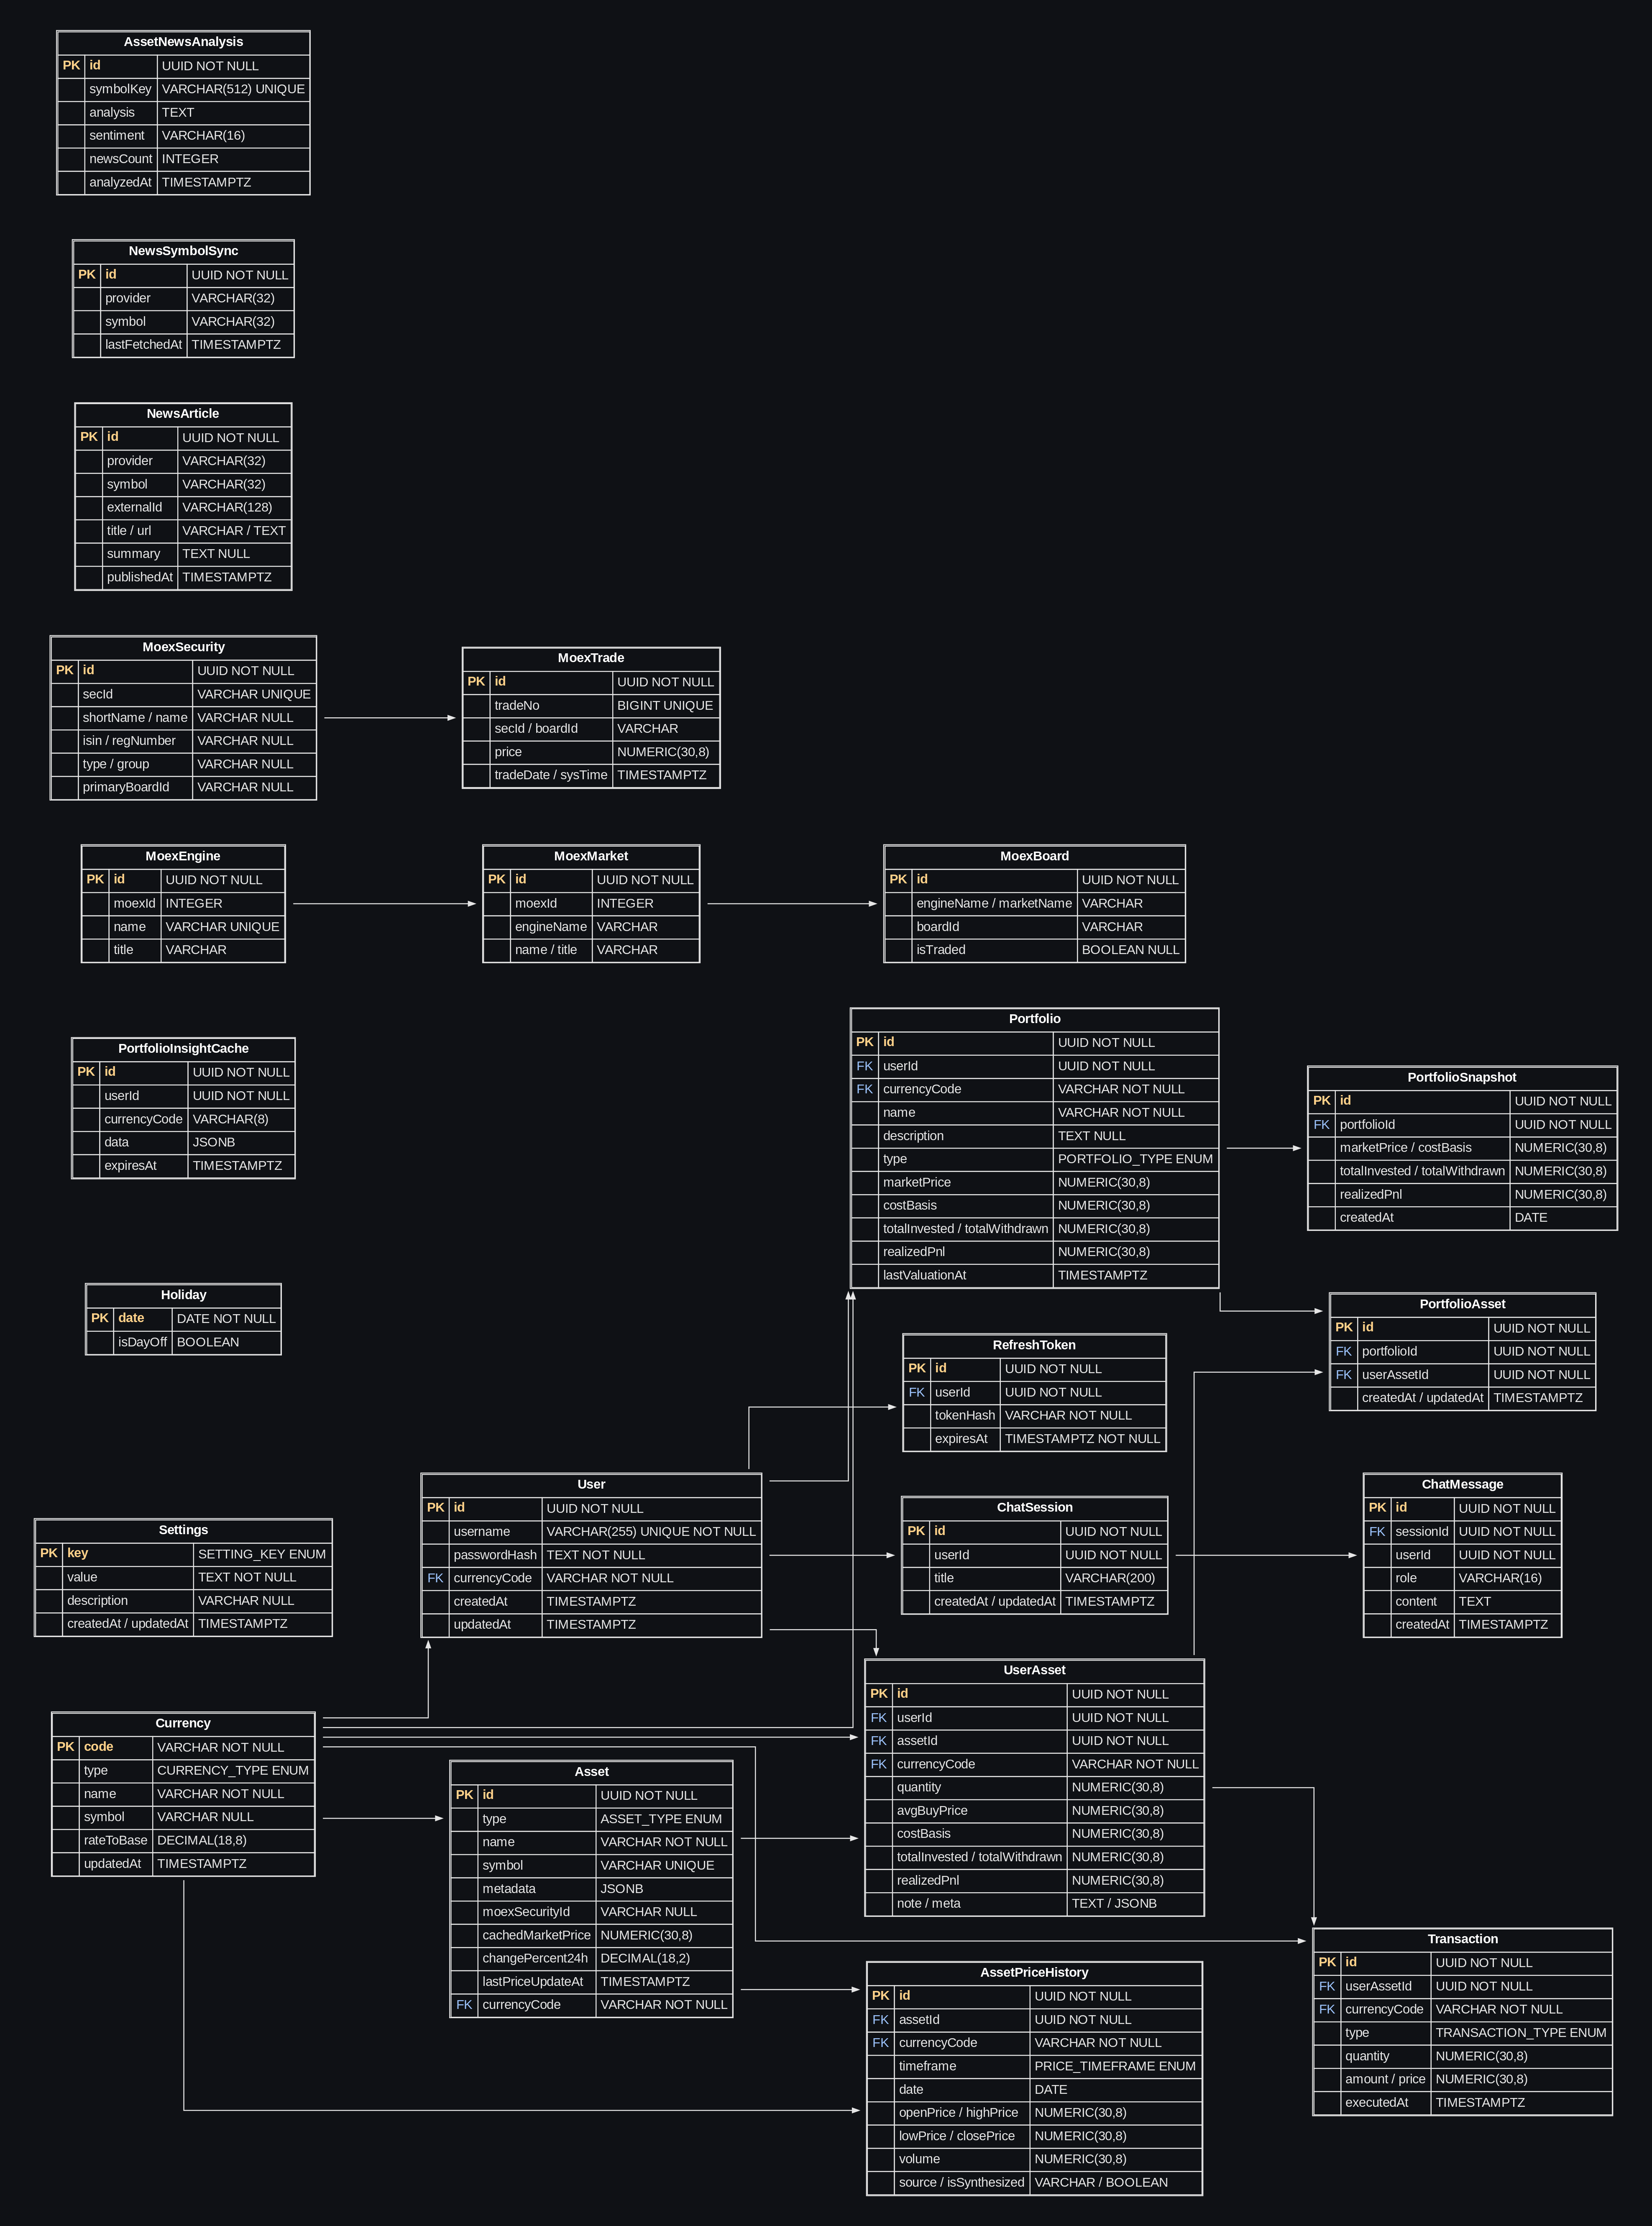 AssetNewsAnalysis
PK id UUID NOT NULL
symbolKey VARCHAR(512) UNIQUE
analysis TEXT
sentiment VARCHAR(16)
newsCount INTEGER
analyzedAt TIMESTAMPTZ
NewsSymbolSync
PK id UUID NOT NULL
provider VARCHAR(32)
symbol VARCHAR(32)
lastFetchedAt TIMESTAMPTZ
NewsArticle
PK id UUID NOT NULL
provider VARCHAR(32)
symbol VARCHAR(32)
externalId VARCHAR(128)
title / url VARCHAR / TEXT
summary TEXT NULL
publishedAt TIMESTAMPTZ
MoexSecurity
PK id UUID NOT NULL
secId VARCHAR UNIQUE
shortName / name VARCHAR NULL
isin / regNumber VARCHAR NULL
type / group VARCHAR NULL
primaryBoardId VARCHAR NULL
MoexTrade
PK id UUID NOT NULL
tradeNo BIGINT UNIQUE
secId / boardId VARCHAR
price NUMERIC(30,8)
tradeDate / sysTime TIMESTAMPTZ
MoexEngine
PK id UUID NOT NULL
moexId INTEGER
name VARCHAR UNIQUE
title VARCHAR
MoexMarket
PK id UUID NOT NULL
moexId INTEGER
engineName VARCHAR
name / title VARCHAR
MoexBoard
PK id UUID NOT NULL
engineName / marketName VARCHAR
boardId VARCHAR
isTraded BOOLEAN NULL
PortfolioInsightCache
PK id UUID NOT NULL
userId UUID NOT NULL
currencyCode VARCHAR(8)
data JSONB
expiresAt TIMESTAMPTZ
Portfolio
PK id UUID NOT NULL
FK userId UUID NOT NULL
FK currencyCode VARCHAR NOT NULL
name VARCHAR NOT NULL
description TEXT NULL
type PORTFOLIO_TYPE ENUM
marketPrice NUMERIC(30,8)
costBasis NUMERIC(30,8)
totalInvested / totalWithdrawn NUMERIC(30,8)
realizedPnl NUMERIC(30,8)
lastValuationAt TIMESTAMPTZ
PortfolioSnapshot
PK id UUID NOT NULL
FK portfolioId UUID NOT NULL
marketPrice / costBasis NUMERIC(30,8)
totalInvested / totalWithdrawn NUMERIC(30,8)
realizedPnl NUMERIC(30,8)
createdAt DATE
Holiday
PK date DATE NOT NULL
isDayOff BOOLEAN
RefreshToken
PK id UUID NOT NULL
FK userId UUID NOT NULL
tokenHash VARCHAR NOT NULL
expiresAt TIMESTAMPTZ NOT NULL
PortfolioAsset
PK id UUID NOT NULL
FK portfolioId UUID NOT NULL
FK userAssetId UUID NOT NULL
createdAt / updatedAt TIMESTAMPTZ
Settings
PK key SETTING_KEY ENUM
value TEXT NOT NULL
description VARCHAR NULL
createdAt / updatedAt TIMESTAMPTZ
User
PK id UUID NOT NULL
username VARCHAR(255) UNIQUE NOT NULL
passwordHash TEXT NOT NULL
FK currencyCode VARCHAR NOT NULL
createdAt TIMESTAMPTZ
updatedAt TIMESTAMPTZ
ChatSession
PK id UUID NOT NULL
userId UUID NOT NULL
title VARCHAR(200)
createdAt / updatedAt TIMESTAMPTZ
ChatMessage
PK id UUID NOT NULL
FK sessionId UUID NOT NULL
userId UUID NOT NULL
role VARCHAR(16)
content TEXT
createdAt TIMESTAMPTZ
Currency
PK code VARCHAR NOT NULL
type CURRENCY_TYPE ENUM
name VARCHAR NOT NULL
symbol VARCHAR NULL
rateToBase DECIMAL(18,8)
updatedAt TIMESTAMPTZ
Asset
PK id UUID NOT NULL
type ASSET_TYPE ENUM
name VARCHAR NOT NULL
symbol VARCHAR UNIQUE
metadata JSONB
moexSecurityId VARCHAR NULL
cachedMarketPrice NUMERIC(30,8)
changePercent24h DECIMAL(18,2)
lastPriceUpdateAt TIMESTAMPTZ
FK currencyCode VARCHAR NOT NULL
UserAsset
PK id UUID NOT NULL
FK userId UUID NOT NULL
FK assetId UUID NOT NULL
FK currencyCode VARCHAR NOT NULL
quantity NUMERIC(30,8)
avgBuyPrice NUMERIC(30,8)
costBasis NUMERIC(30,8)
totalInvested / totalWithdrawn NUMERIC(30,8)
realizedPnl NUMERIC(30,8)
note / meta TEXT / JSONB
AssetPriceHistory
PK id UUID NOT NULL
FK assetId UUID NOT NULL
FK currencyCode VARCHAR NOT NULL
timeframe PRICE_TIMEFRAME ENUM
date DATE
openPrice / highPrice NUMERIC(30,8)
lowPrice / closePrice NUMERIC(30,8)
volume NUMERIC(30,8)
source / isSynthesized VARCHAR / BOOLEAN
Transaction
PK id UUID NOT NULL
FK userAssetId UUID NOT NULL
FK currencyCode VARCHAR NOT NULL
type TRANSACTION_TYPE ENUM
quantity NUMERIC(30,8)
amount / price NUMERIC(30,8)
executedAt TIMESTAMPTZ